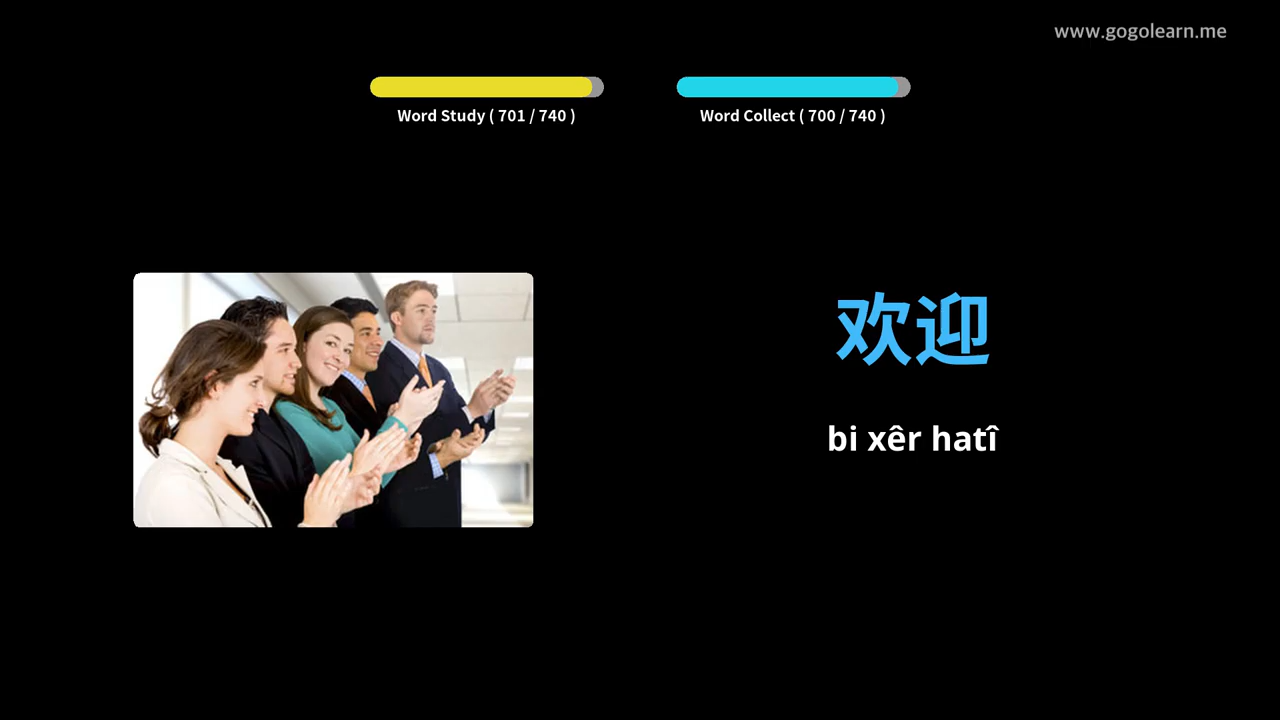 www.gogolearn.me
Word Study ( 701 / 740 )
Word Collect ( 700 / 740 )
欢迎
bi xêr hatî